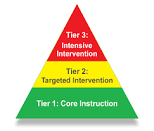 Tier 3:
Intensive
Intervention
Tier 2:
Targeted Intervention
Tier 1: Core Instruction